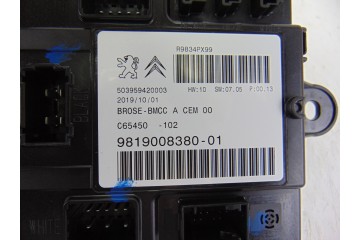 R9834PX99
503959420003 HW:10 SW:07.05 P:00.13
2019/10/01
BROSE-BMCC A CEM 00
C65450 -102
9819008380-01